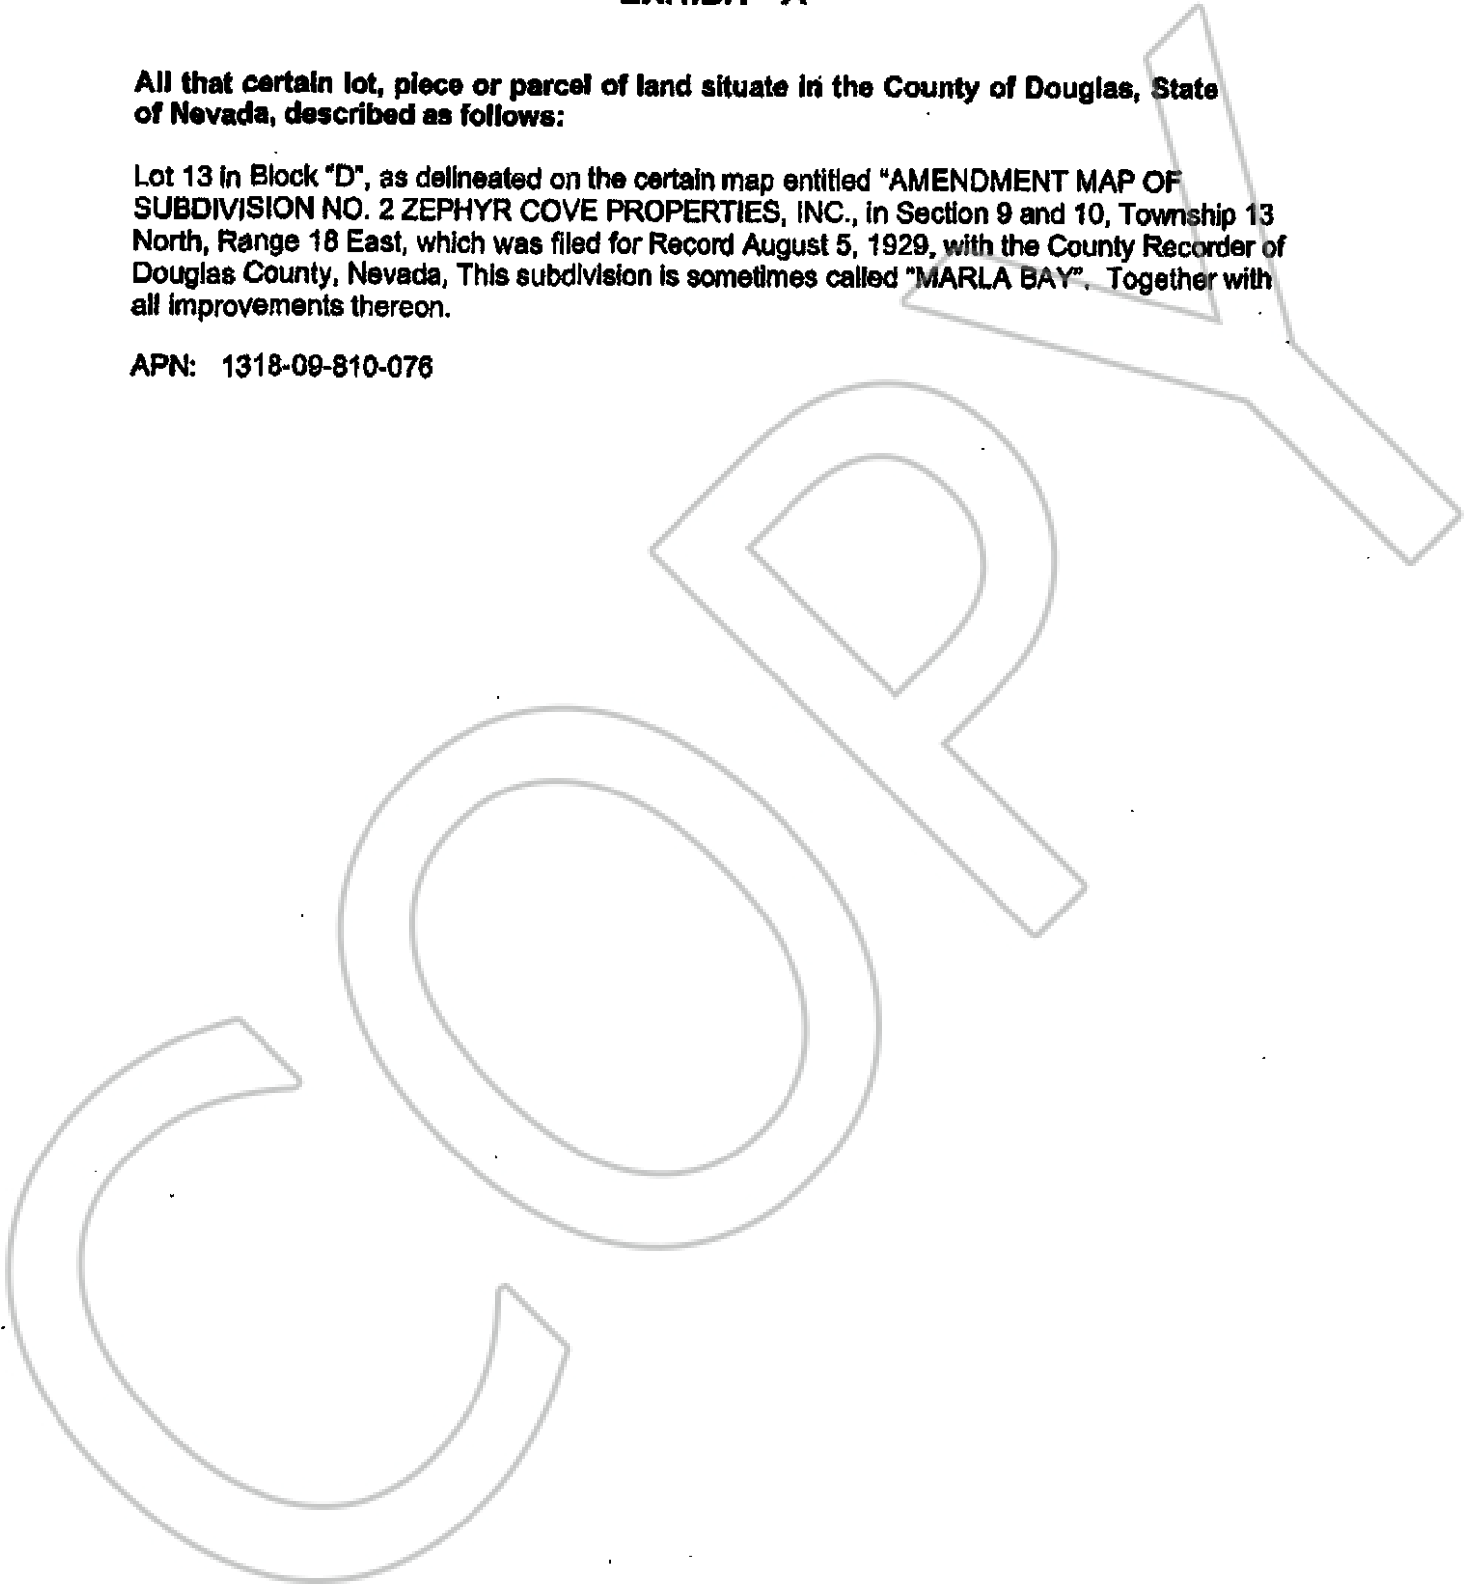 EXHIBIT "A"
All that certain lot, piece or parcel of land situate in the County of Douglas, State
of Nevada, described as follows:
Lot 13 in Block "D", as delineated on the certain map entitled "AMENDMENT MAP OF
SUBDIVISION NO. 2 ZEPHYR COVE PROPERTIES, INC., in Section 9 and 10, Township 13
North, Range 18 East, which was filed for Record August 5, 1929, with the County Recorder of
Douglas County, Nevada, This subdivision is sometimes called "MARLA BAY". Together with
all improvements thereon.
APN: 1318-09-810-076
COPY